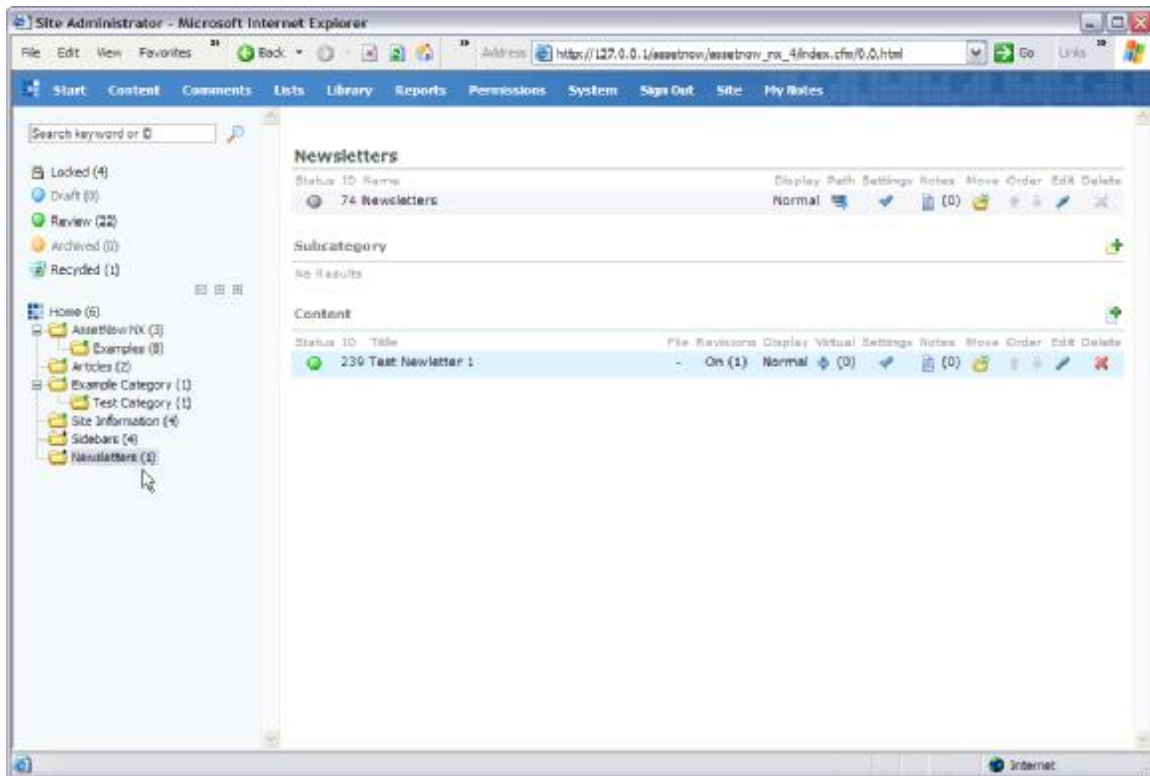 Site Administrator - Microsoft Internet Explorer
File Edit View Favorites » Back » Address http://127.0.0.1/assetnow/assetnow_nx_4/index.cfm/0,0,html Go Links »
Start Content Comments Lists Library Reports Permissions System Sign Out Site My Notes
Search keyword or ID
Locked (4)
Draft (0)
Review (22)
Archived (0)
Recycled (1)
Home (6)
AssetNow NX (3)
Examples (8)
Articles (2)
Example Category (1)
Test Category (1)
Site Information (4)
Sidebars (4)
Newsletters (1)
Newsletters
Status ID Name Display Path Settings Notes Move Order Edit Delete
74 Newsletters Normal (0)
Subcategory
No Results
Content
Status ID Title File Revisions Display Virtual Settings Notes Move Order Edit Delete
239 Test Newletter 1 - On (1) Normal (0) (0)
Internet